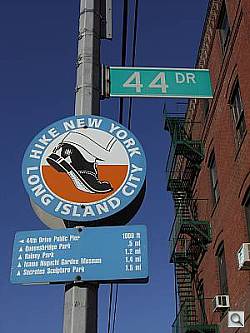 44 DR
HIKE NEW YORK
LONG ISLAND CITY
44th Drive Public Pier 1000 ft
Queensbridge Park .5 mi
Rainey Park 1.2 mi
Isamu Noguchi Garden Museum 1.4 mi
Socrates Sculpture Park 1.5 mi